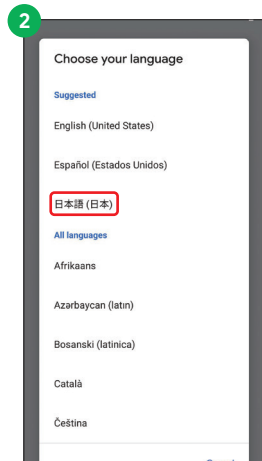 2
Choose your language
Suggested
English (United States)
Español (Estados Unidos)
日本語 (日本)
All languages
Afrikaans
Azərbaycan (latın)
Bosanski (latinica)
Català
Čeština